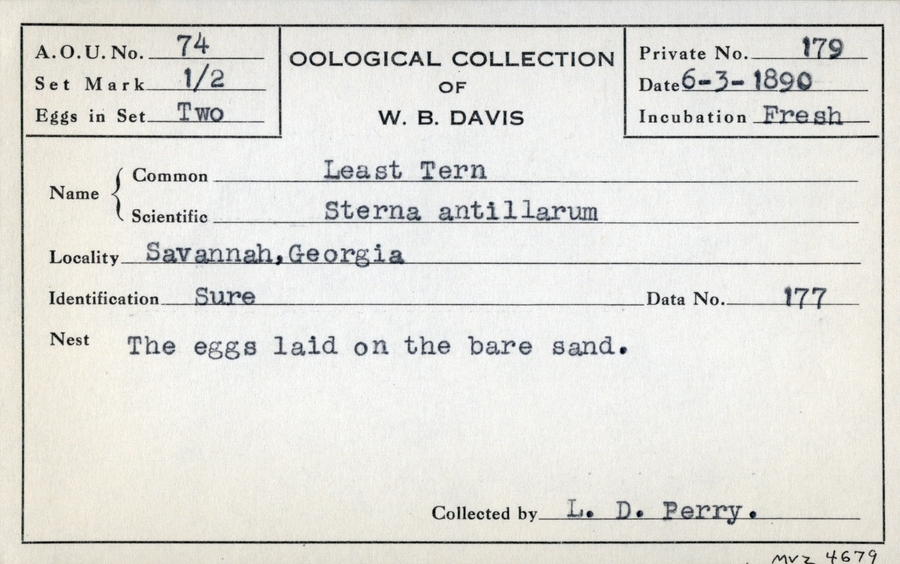 A.O.U. No. 74
Set Mark 1/2
Eggs in Set Two
OOLOGICAL COLLECTION
OF
W. B. DAVIS
Private No. 179
Date 6-3-1890
Incubation Fresh
Name
Common Least Tern
Scientific Sterna antillarum
Locality Savannah, Georgia
Identification Sure Data No. 177
Nest The eggs laid on the bare sand.
Collected by L. D. Perry.
MVZ 4679